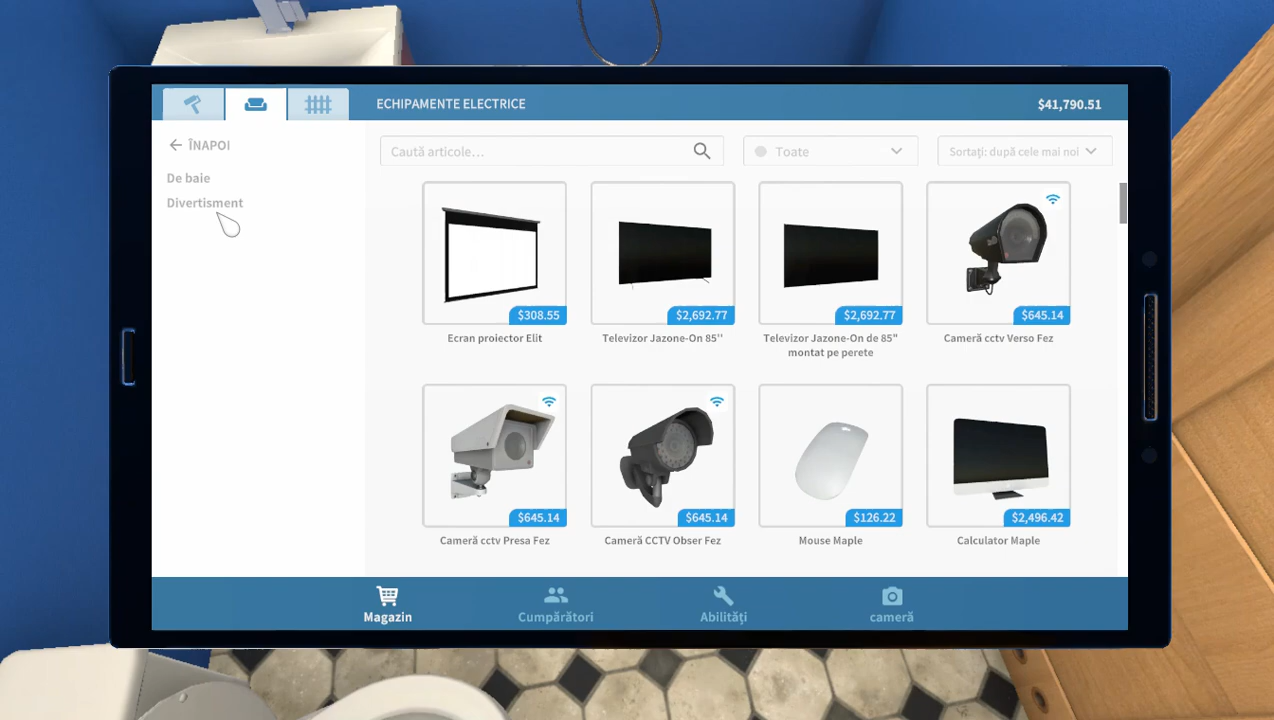 ECHIPAMENTE ELECTRICE
$41,790.51
ÎNAPOI
De baie
Divertisment
Caută articole...
Toate
Sortați: după cele mai noi
$308.55
Ecran proiector Elit
$2,692.77
Televizor Jazone-On 85''
$2,692.77
Televizor Jazone-On de 85"
montat pe perete
$645.14
Cameră cctv Verso Fez
$645.14
Cameră cctv Presa Fez
$645.14
Cameră CCTV Obser Fez
$126.22
Mouse Maple
$2,496.42
Calculator Maple
Magazin
Cumpărători
Abilități
cameră